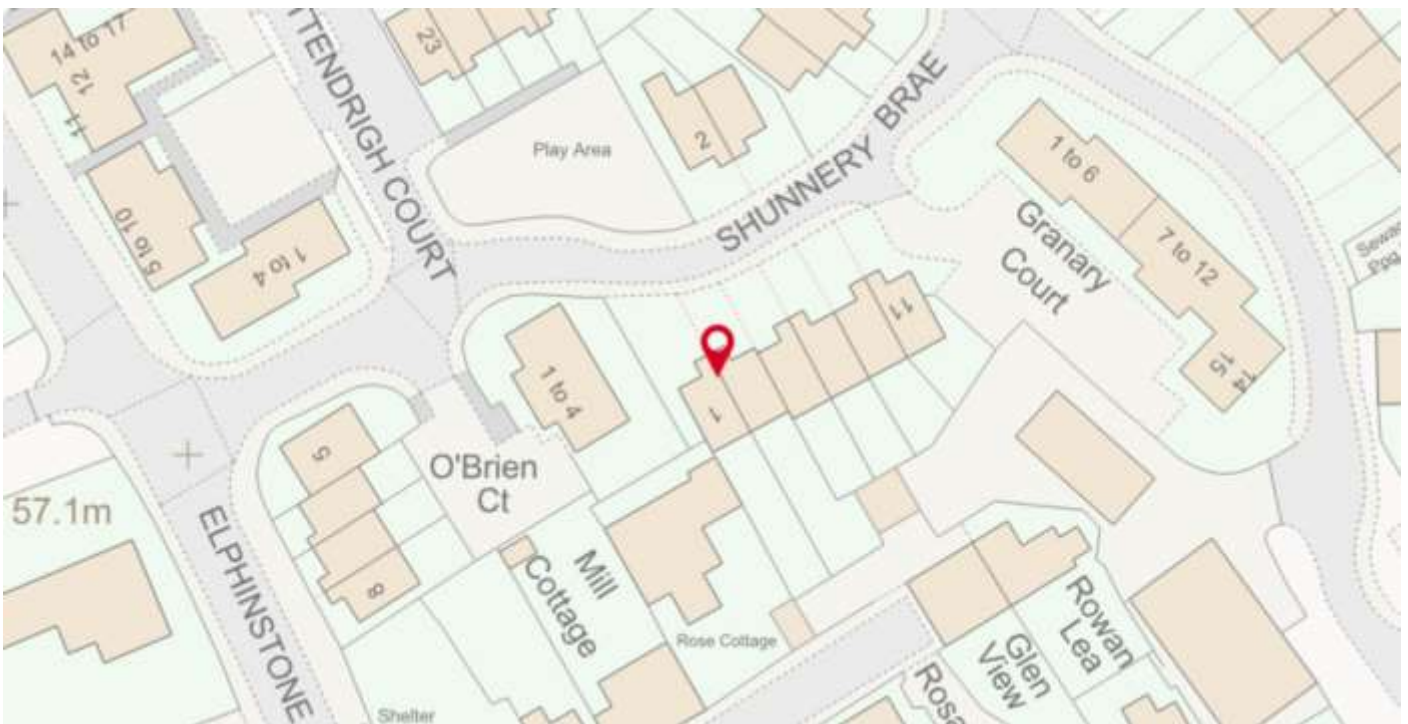 14 to 17
12
11
5 to 10
1 to 4
TTENDRIGH COURT
23
Play Area
2
SHUNNERY BRAE
1 to 6
7 to 12
14
15
Granary
Court
11
1
1 to 4
O'Brien
Ct
5
8
57.1m
ELPHINSTONE
Mill
Cottage
Rose Cottage
Shelter
Glen
View
Rowan
Lea